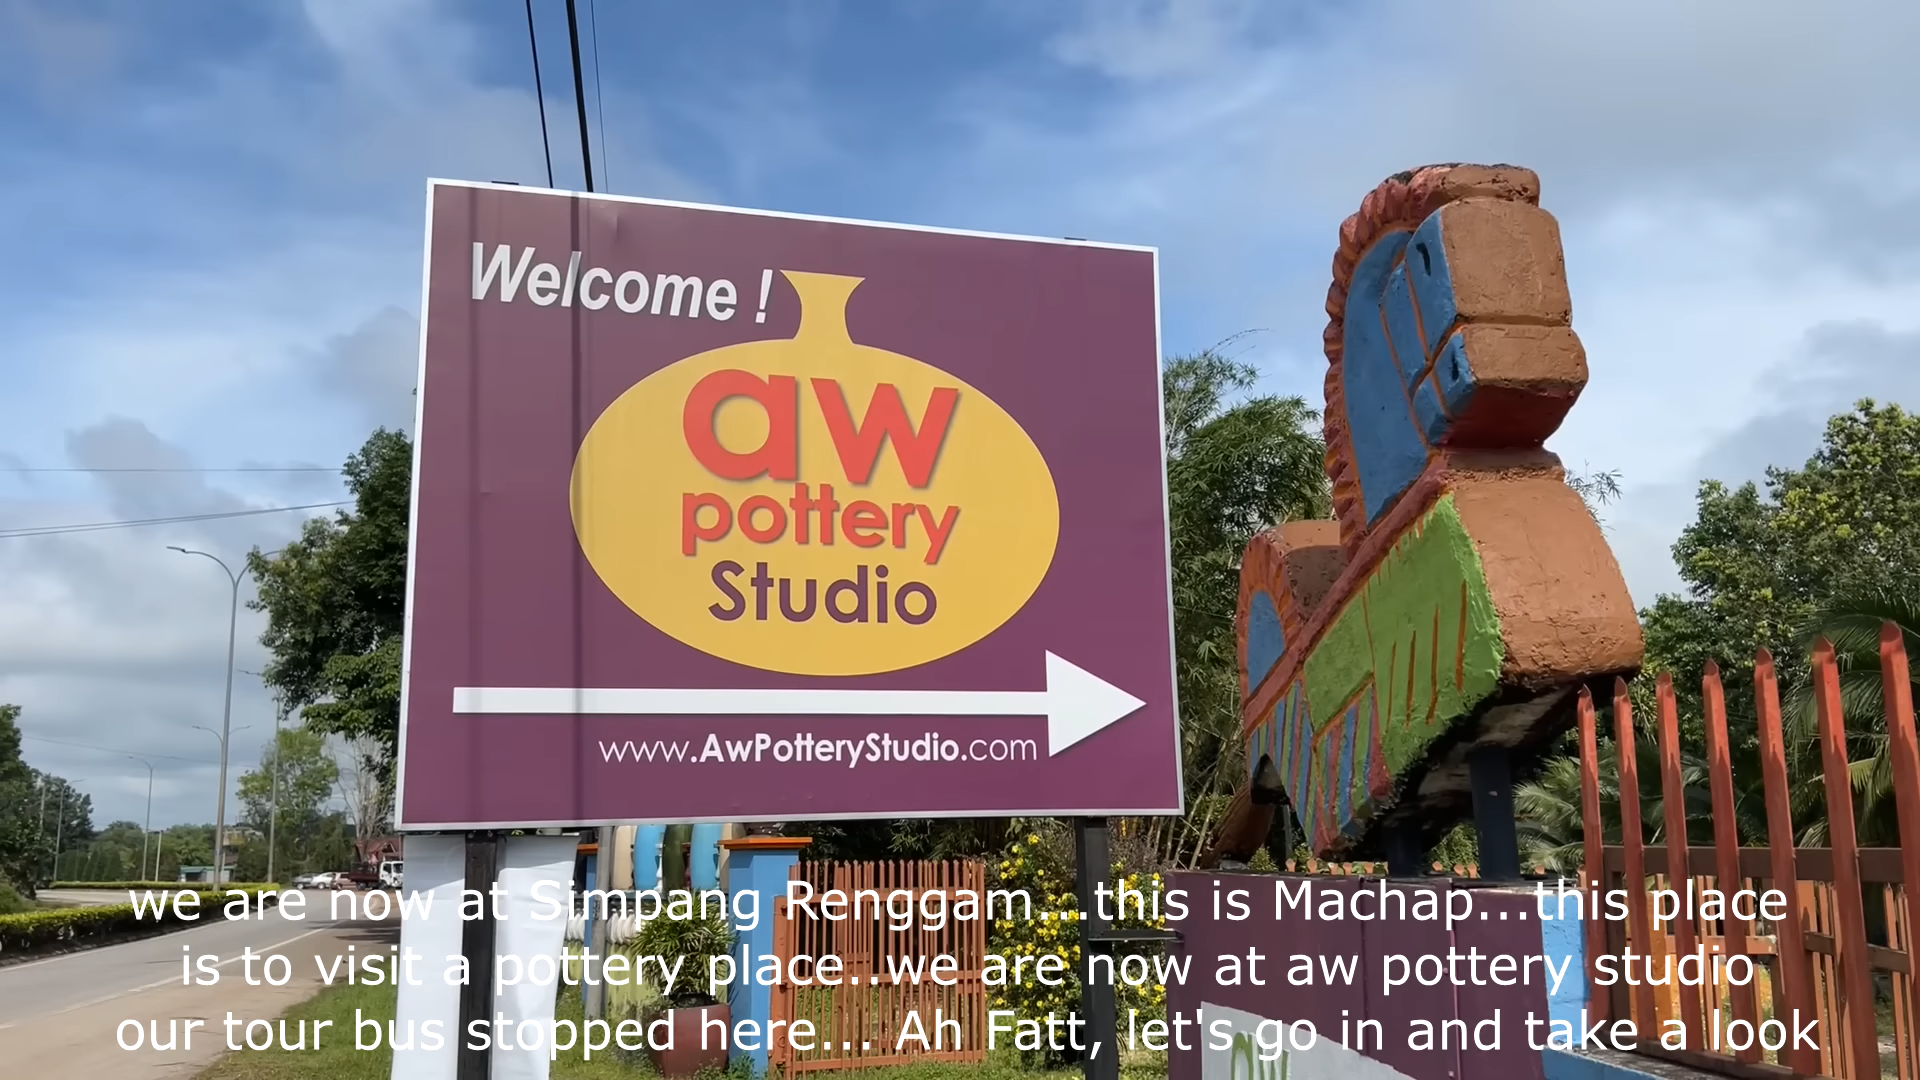 Welcome !
aw
pottery
Studio
www.AwPotteryStudio.com
we are now at Simpang Renggam...this is Machap...this place
is to visit a pottery place..we are now at aw pottery studio
our tour bus stopped here... Ah Fatt, let's go in and take a look